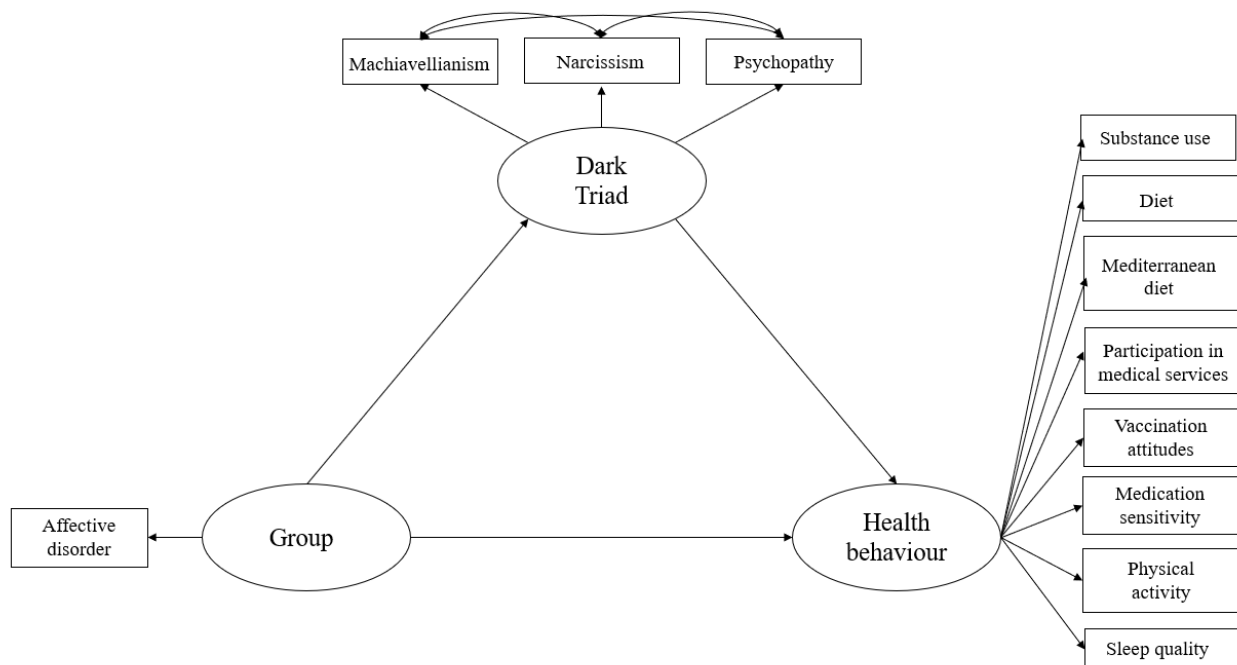 Machiavellianism
Narcissism
Psychopathy
Dark
Triad
Substance use
Diet
Mediterranean
diet
Participation in
medical services
Vaccination
attitudes
Medication
sensitivity
Physical
activity
Sleep quality
Affective
disorder
Group
Health
behaviour